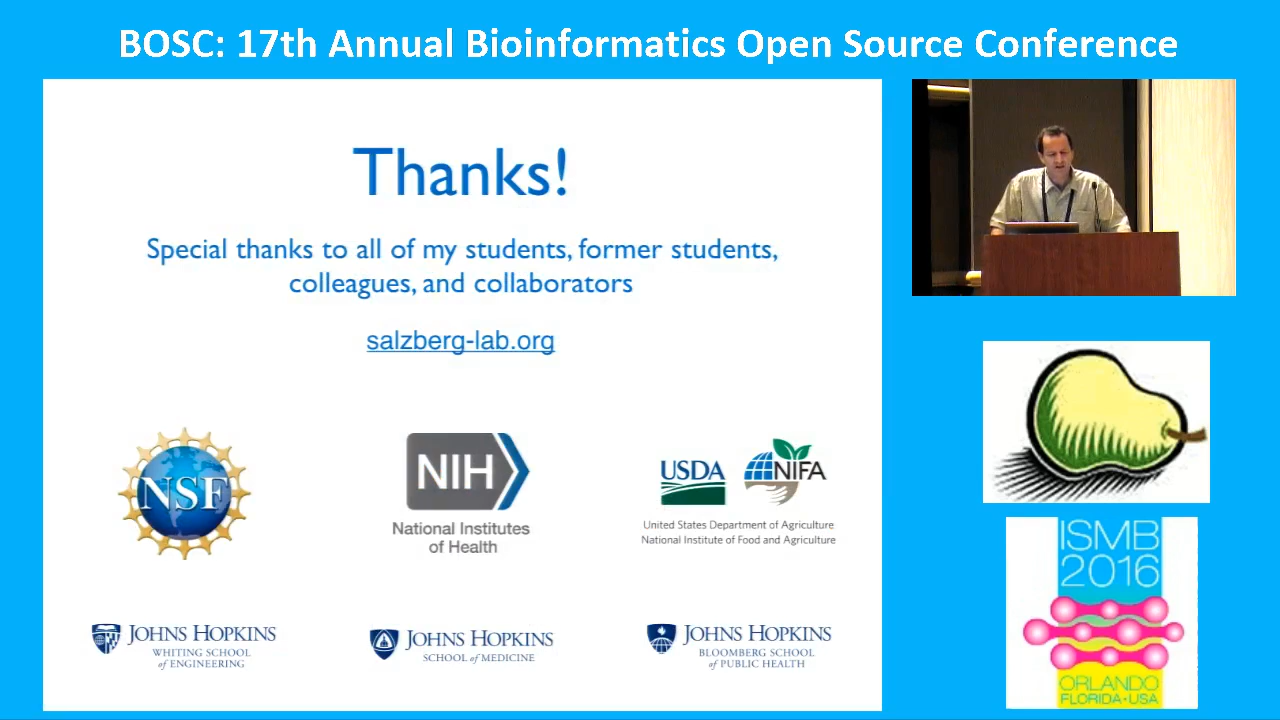 BOSC: 17th Annual Bioinformatics Open Source Conference
Thanks!
Special thanks to all of my students, former students,
colleagues, and collaborators
salzberg-lab.org
NSF
NIH
National Institutes
of Health
USDA
NIFA
United States Department of Agriculture
National Institute of Food and Agriculture
JOHNS HOPKINS
WHITING SCHOOL
of ENGINEERING
JOHNS HOPKINS
SCHOOL of MEDICINE
JOHNS HOPKINS
BLOOMBERG SCHOOL
of PUBLIC HEALTH
ISMB
2016
ORLANDO
FLORIDA • USA